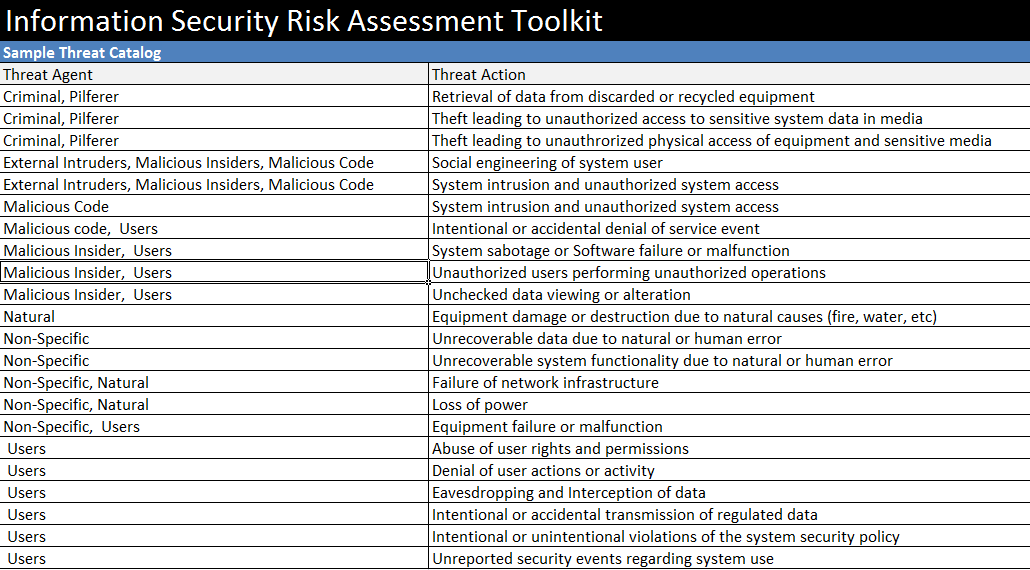 Information Security Risk Assessment Toolkit
Sample Threat Catalog
Threat Agent Threat Action
Criminal, Pilferer Retrieval of data from discarded or recycled equipment
Criminal, Pilferer Theft leading to unauthorized access to sensitive system data in media
Criminal, Pilferer Theft leading to unauthrorized physical access of equipment and sensitive media
External Intruders, Malicious Insiders, Malicious Code Social engineering of system user
External Intruders, Malicious Insiders, Malicious Code System intrusion and unauthorized system access
Malicious Code System intrusion and unauthorized system access
Malicious code,  Users Intentional or accidental denial of service event
Malicious Insider,  Users System sabotage or Software failure or malfunction
Malicious Insider,  Users Unauthorized users performing unauthorized operations
Malicious Insider,  Users Unchecked data viewing or alteration
Natural Equipment damage or destruction due to natural causes (fire, water, etc)
Non-Specific Unrecoverable data due to natural or human error
Non-Specific Unrecoverable system functionality due to natural or human error
Non-Specific, Natural Failure of network infrastructure
Non-Specific, Natural Loss of power
Non-Specific,  Users Equipment failure or malfunction
Users Abuse of user rights and permissions
Users Denial of user actions or activity
Users Eavesdropping and Interception of data
Users Intentional or accidental transmission of regulated data
Users Intentional or unintentional violations of the system security policy
Users Unreported security events regarding system use